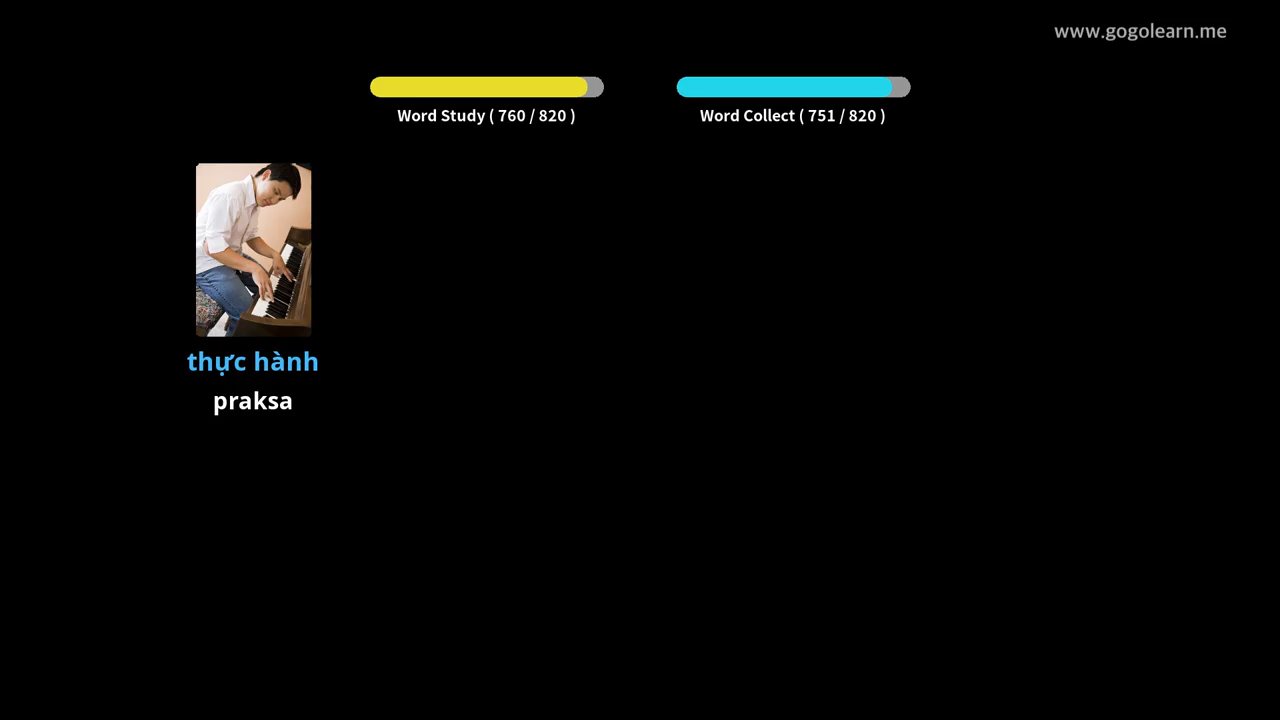 www.gogolearn.me
Word Study ( 760 / 820 )
Word Collect ( 751 / 820 )
thực hành
praksa